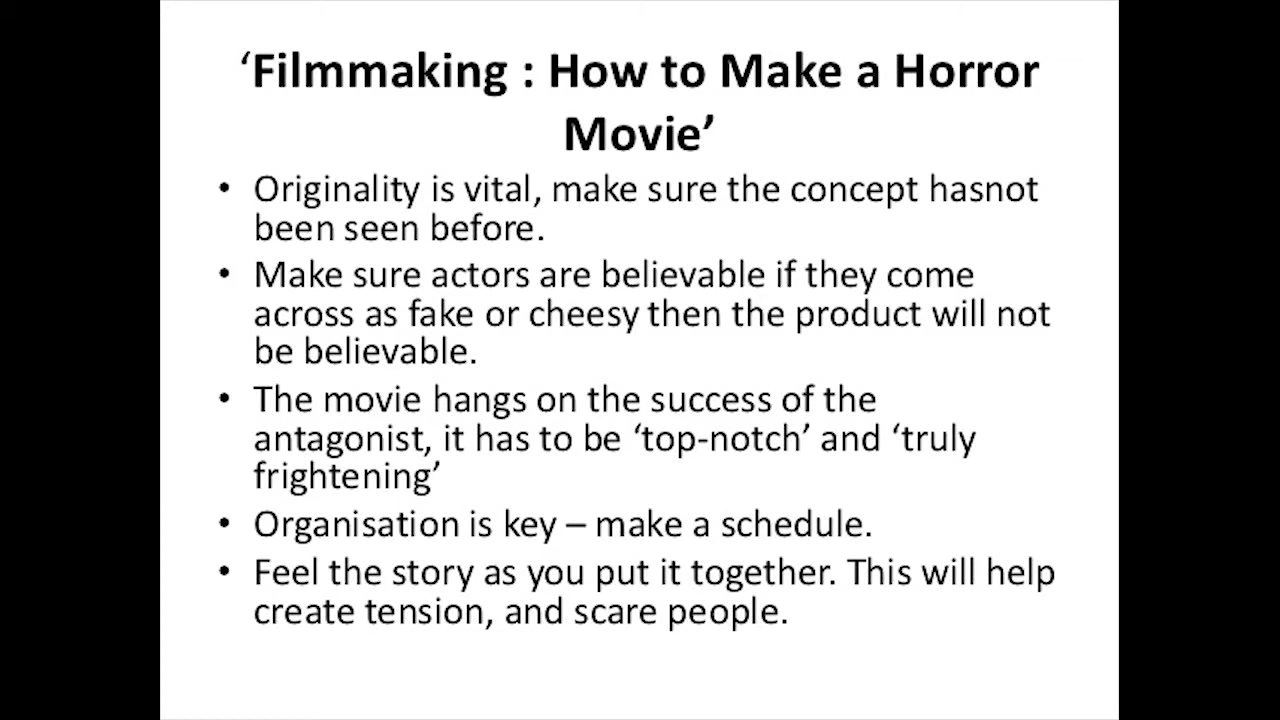 ‘Filmmaking : How to Make a Horror
Movie’
• Originality is vital, make sure the concept hasnot
been seen before.
• Make sure actors are believable if they come
across as fake or cheesy then the product will not
be believable.
• The movie hangs on the success of the
antagonist, it has to be ‘top-notch’ and ‘truly
frightening’
• Organisation is key – make a schedule.
• Feel the story as you put it together. This will help
create tension, and scare people.